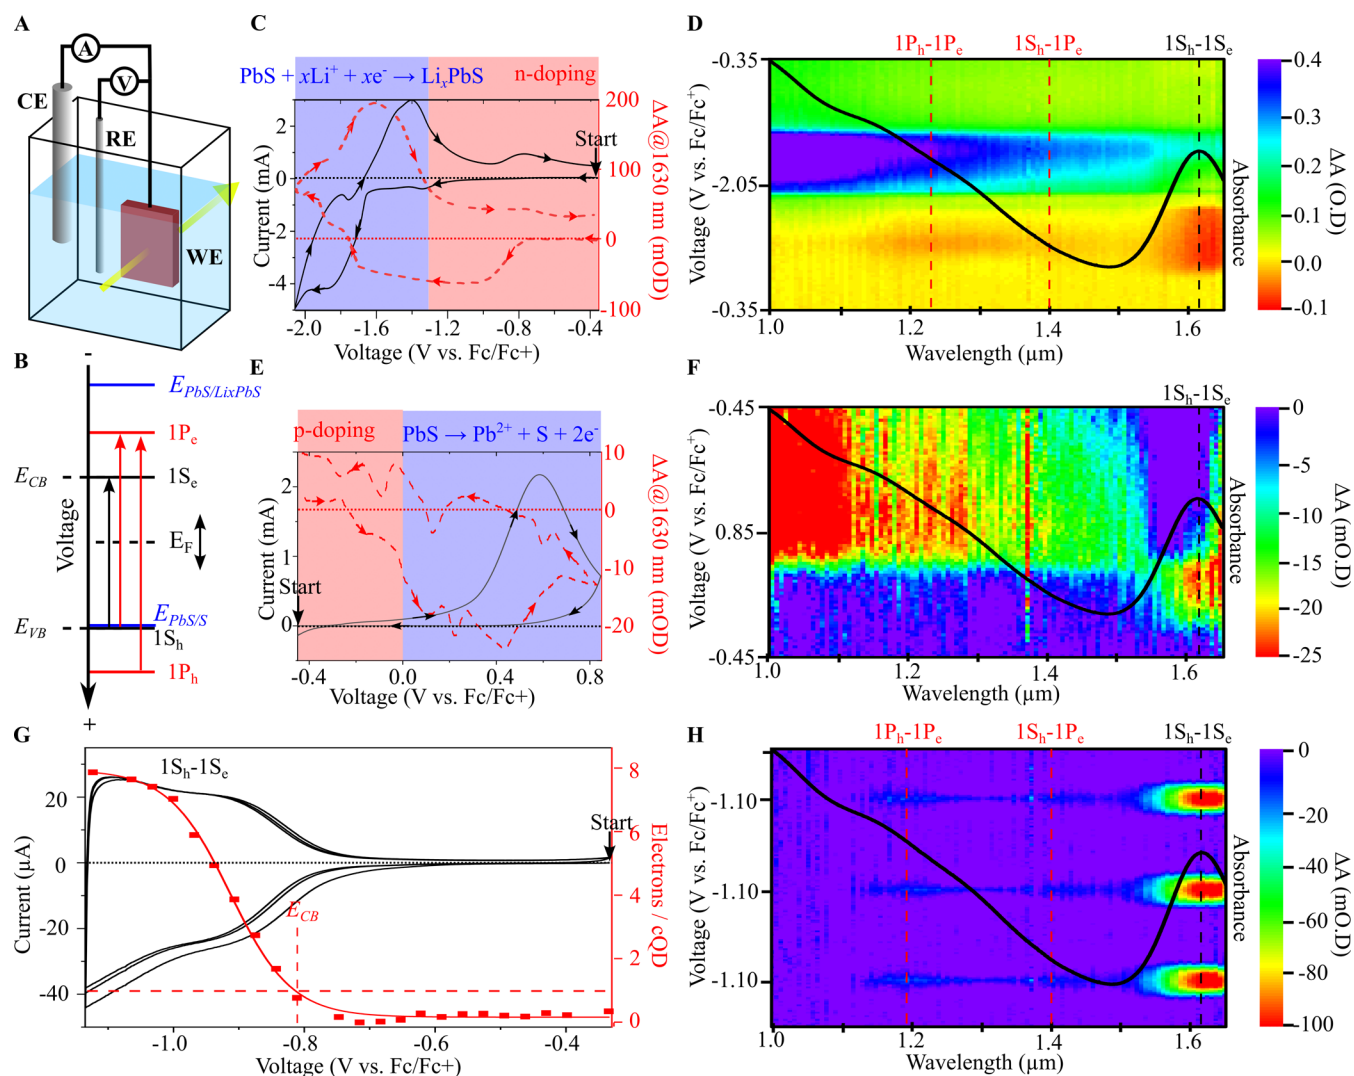 A
A
V
CE
RE
WE
B
-
E_PbS/LixPbS
1P_e
E_CB
1S_e
E_F
Voltage
E_PbS/S
E_VB
1S_h
1P_h
+
C
PbS + xLi⁺ + xe⁻ → Li_xPbS
n-doping
2
0
-2
-4
Current (mA)
Start
200
100
0
-100
ΔA@1630 nm (mOD)
-2.0 -1.6 -1.2 -0.8 -0.4
Voltage (V vs. Fc/Fc+)
D
1P_h-1P_e 1S_h-1P_e 1S_h-1S_e
-0.35
-2.05
-0.35
Voltage (V vs. Fc/Fc⁺)
1.0 1.2 1.4 1.6
Wavelength (µm)
Absorbance
0.4
0.3
0.2
0.1
0.0
-0.1
ΔA (O.D)
E
p-doping
PbS → Pb²⁺ + S + 2e⁻
2
1
0
Current (mA)
Start
10
0
-10
-20
ΔA@1630 nm (mOD)
-0.4 0.0 0.4 0.8
Voltage (V vs. Fc/Fc+)
F
1S_h-1S_e
-0.45
0.85
-0.45
Voltage (V vs. Fc/Fc⁺)
1.0 1.2 1.4 1.6
Wavelength (µm)
Absorbance
0
-5
-10
-15
-20
-25
ΔA (mO.D)
G
1S_h-1S_e
20
0
-20
-40
Current (µA)
Start
E_CB
8
6
4
2
0
Electrons / cQD
-1.0 -0.8 -0.6 -0.4
Voltage (V vs. Fc/Fc+)
H
1P_h-1P_e 1S_h-1P_e 1S_h-1S_e
-1.10
-1.10
-1.10
Voltage (V vs. Fc/Fc⁺)
1.0 1.2 1.4 1.6
Wavelength (µm)
Absorbance
0
-20
-40
-60
-80
-100
ΔA (mO.D)